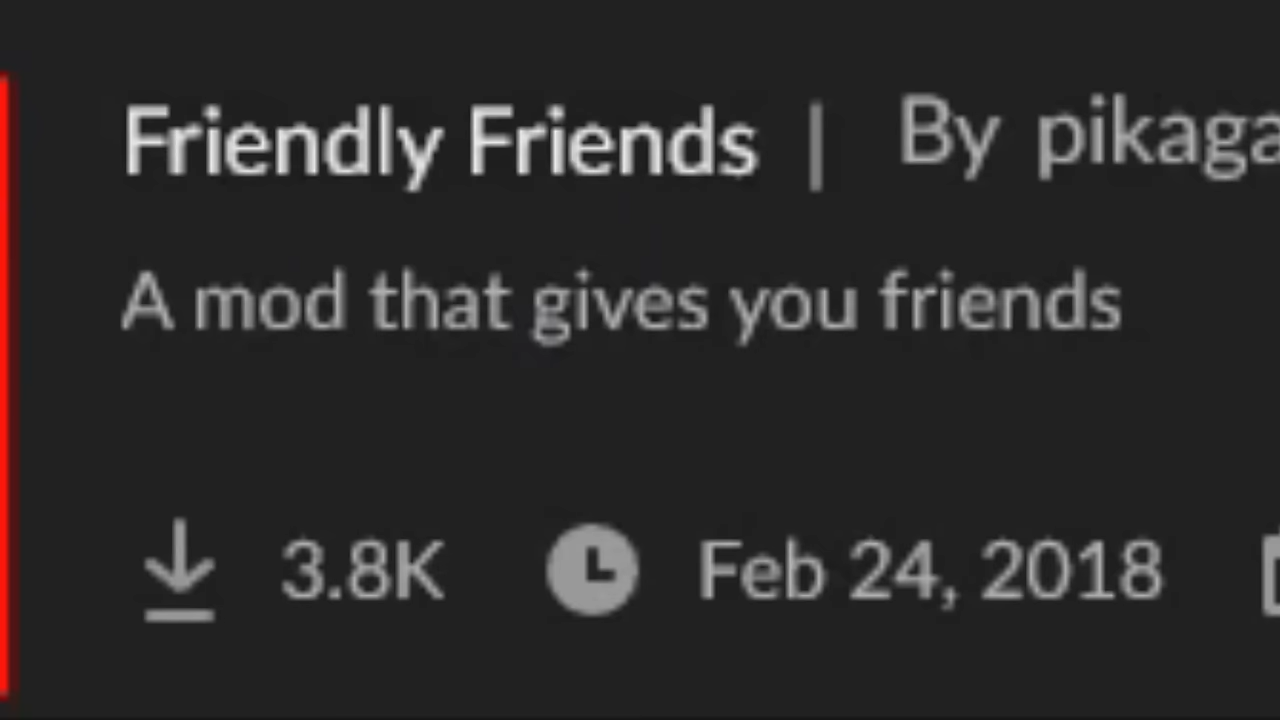 Friendly Friends | By pikaga
A mod that gives you friends
3.8K Feb 24, 2018